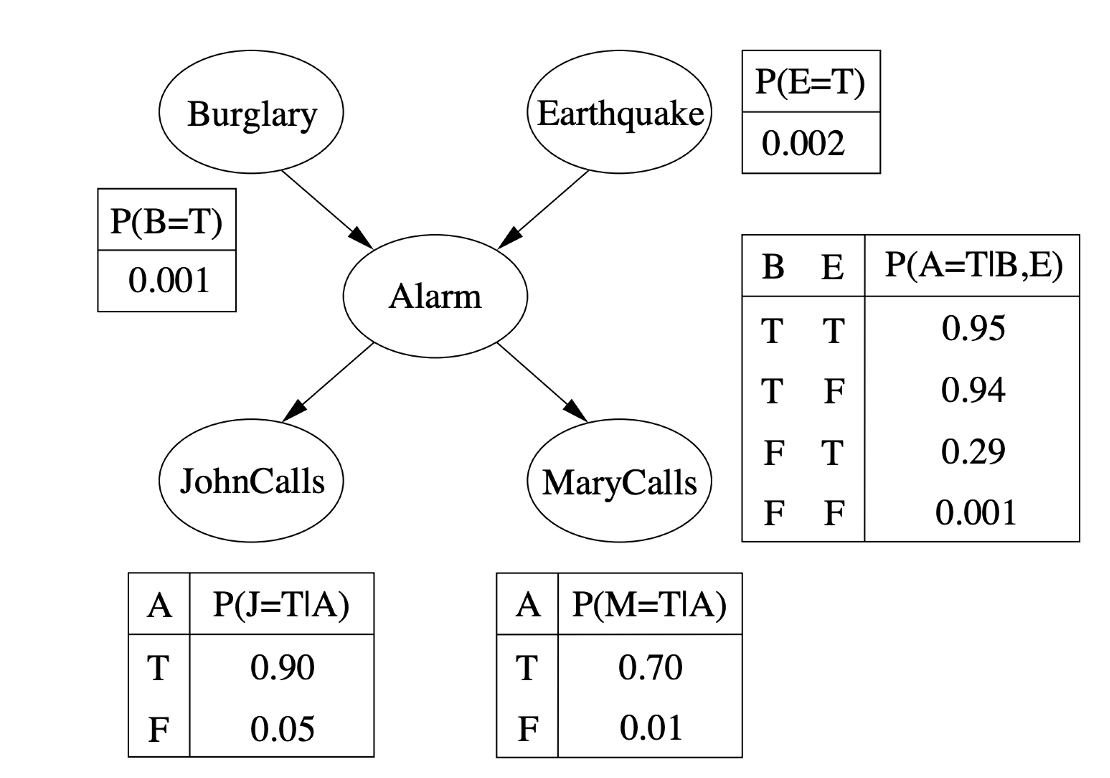 Burglary
Earthquake
P(E=T)
0.002
P(B=T)
0.001
Alarm
B E P(A=T|B,E)
T T 0.95
T F 0.94
F T 0.29
F F 0.001
JohnCalls
MaryCalls
A P(J=T|A)
T 0.90
F 0.05
A P(M=T|A)
T 0.70
F 0.01